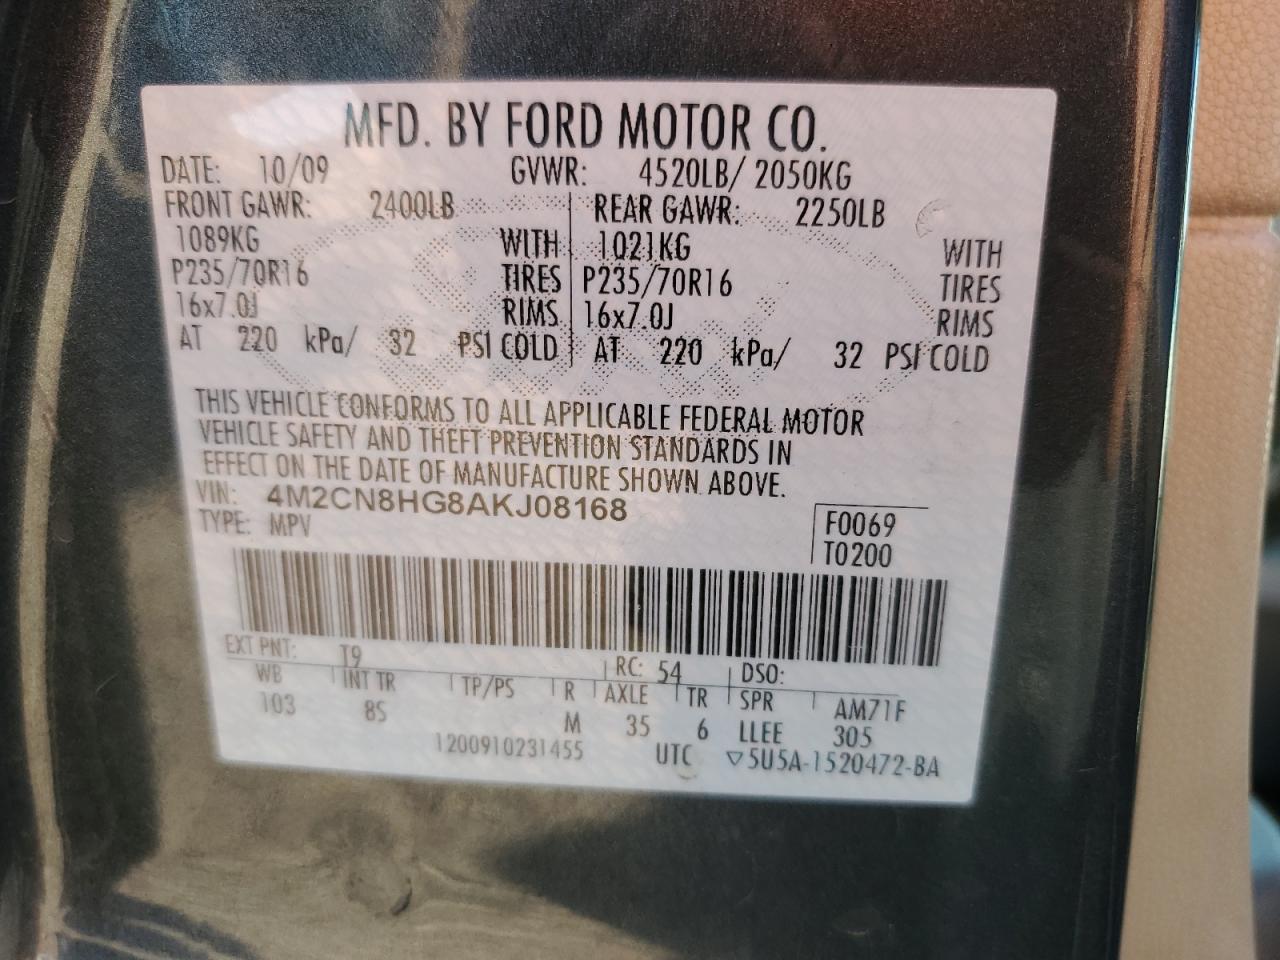 MFD. BY FORD MOTOR CO.
DATE: 10/09 GVWR: 4520LB/ 2050KG
FRONT GAWR: 2400LB REAR GAWR: 2250LB
1089KG WITH 1021KG WITH
P235/70R16 TIRES P235/70R16 TIRES
16x7.0J RIMS 16x7.0J RIMS
AT 220 kPa/ 32 PSI COLD AT 220 kPa/ 32 PSI COLD
THIS VEHICLE CONFORMS TO ALL APPLICABLE FEDERAL MOTOR
VEHICLE SAFETY AND THEFT PREVENTION STANDARDS IN
EFFECT ON THE DATE OF MANUFACTURE SHOWN ABOVE.
VIN: 4M2CN8HG8AKJ08168
TYPE: MPV F0069
T0200
EXT PNT: T9 RC: 54 DSO:
WB INT TR TP/PS R AXLE TR SPR AM71F
103 8S M 35 6 LLEE 305
1200910231455 UTC ▽5U5A-1520472-BA